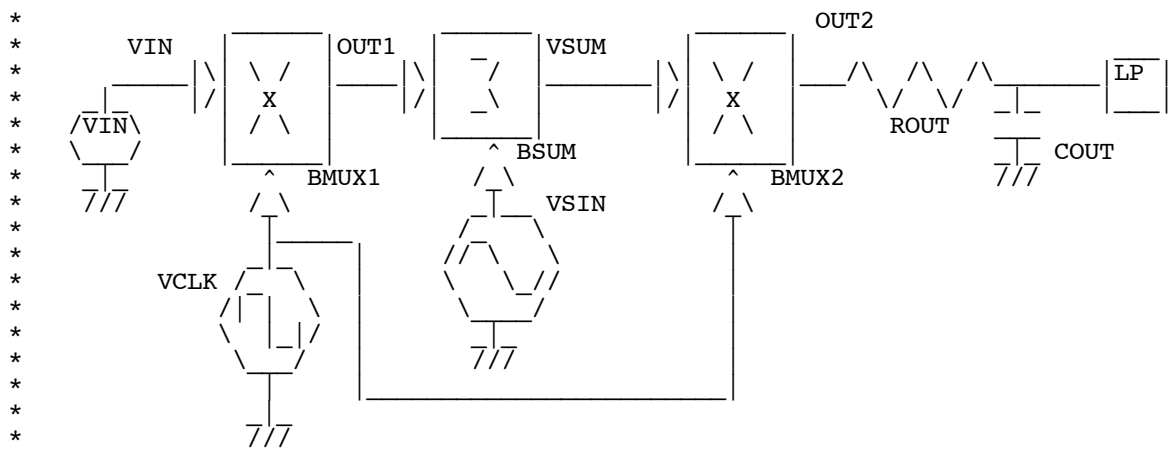 OUT2
VIN OUT1 VSUM
X X LP
VIN ROUT
BSUM COUT
BMUX1 BMUX2
VSIN
VCLK